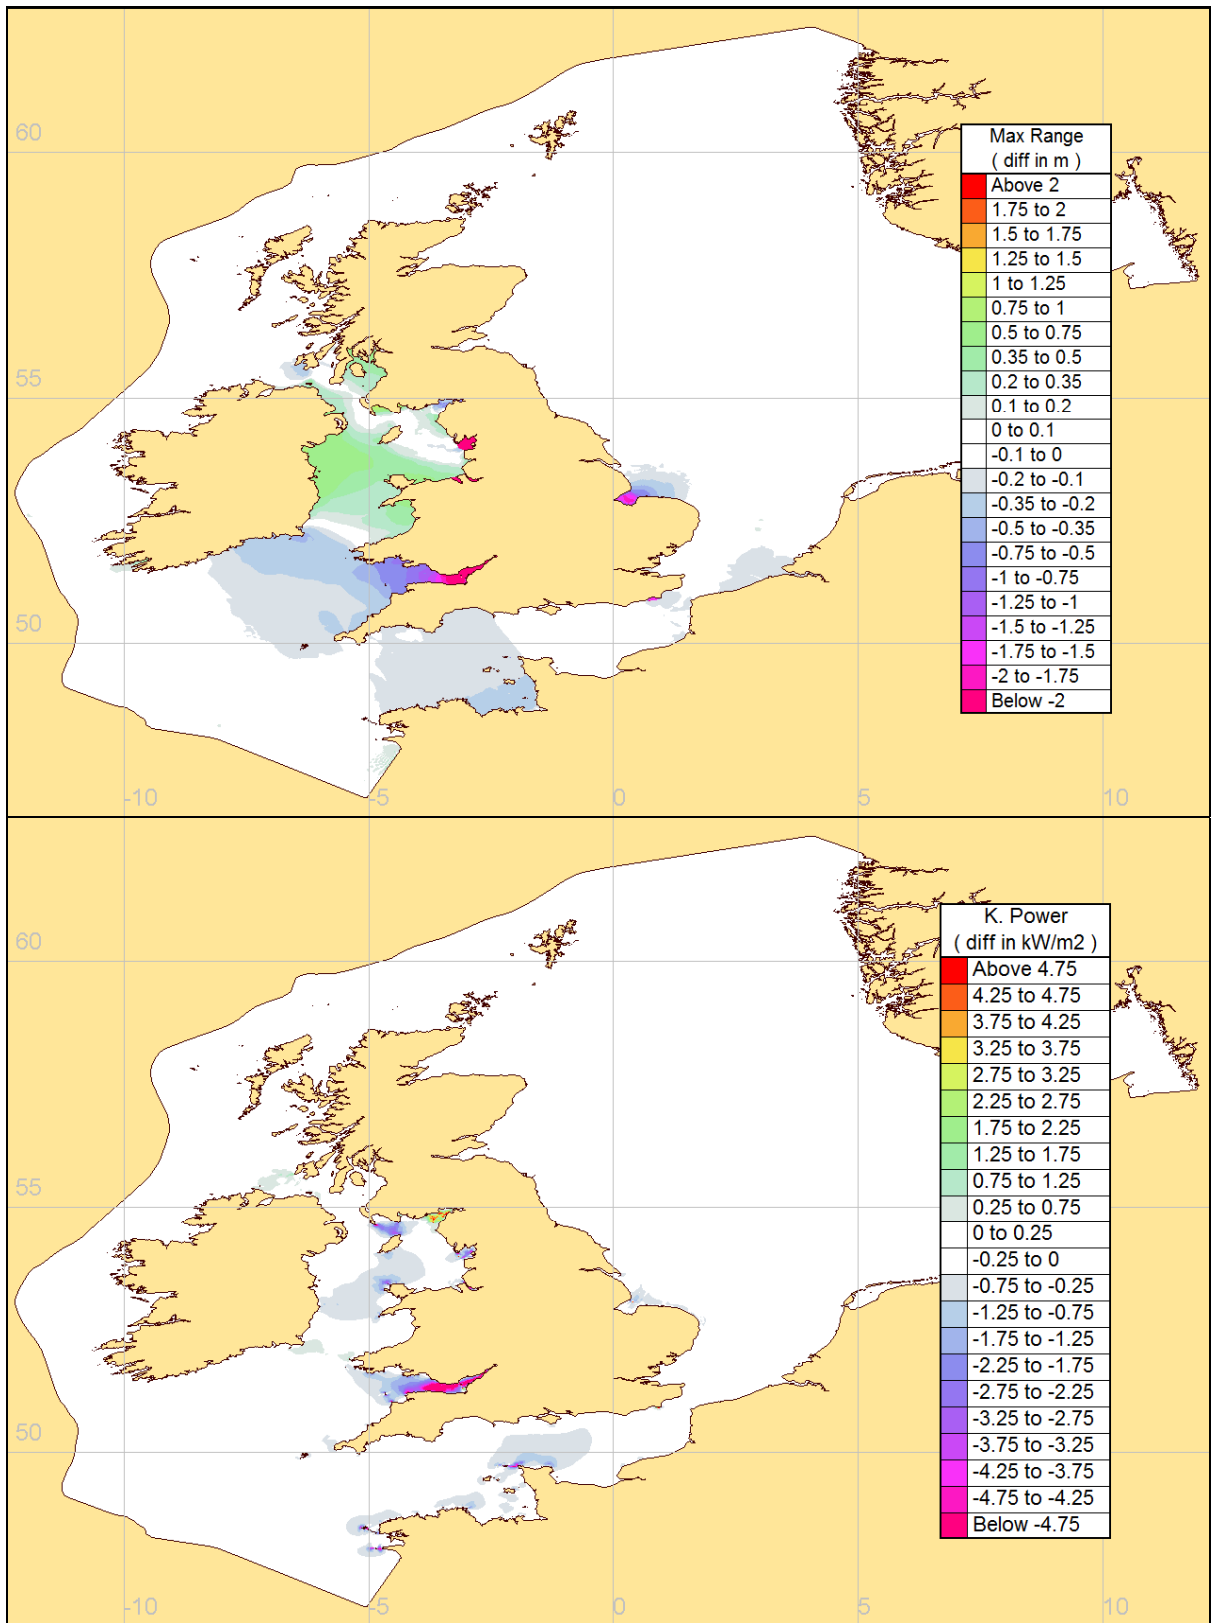 60
55
50
-10
-5
0
5
10
Max Range
( diff in m )
Above 2
1.75 to 2
1.5 to 1.75
1.25 to 1.5
1 to 1.25
0.75 to 1
0.5 to 0.75
0.35 to 0.5
0.2 to 0.35
0.1 to 0.2
0 to 0.1
-0.1 to 0
-0.2 to -0.1
-0.35 to -0.2
-0.5 to -0.35
-0.75 to -0.5
-1 to -0.75
-1.25 to -1
-1.5 to -1.25
-1.75 to -1.5
-2 to -1.75
Below -2
60
55
50
-10
-5
0
5
10
K. Power
( diff in kW/m2 )
Above 4.75
4.25 to 4.75
3.75 to 4.25
3.25 to 3.75
2.75 to 3.25
2.25 to 2.75
1.75 to 2.25
1.25 to 1.75
0.75 to 1.25
0.25 to 0.75
0 to 0.25
-0.25 to 0
-0.75 to -0.25
-1.25 to -0.75
-1.75 to -1.25
-2.25 to -1.75
-2.75 to -2.25
-3.25 to -2.75
-3.75 to -3.25
-4.25 to -3.75
-4.75 to -4.25
Below -4.75